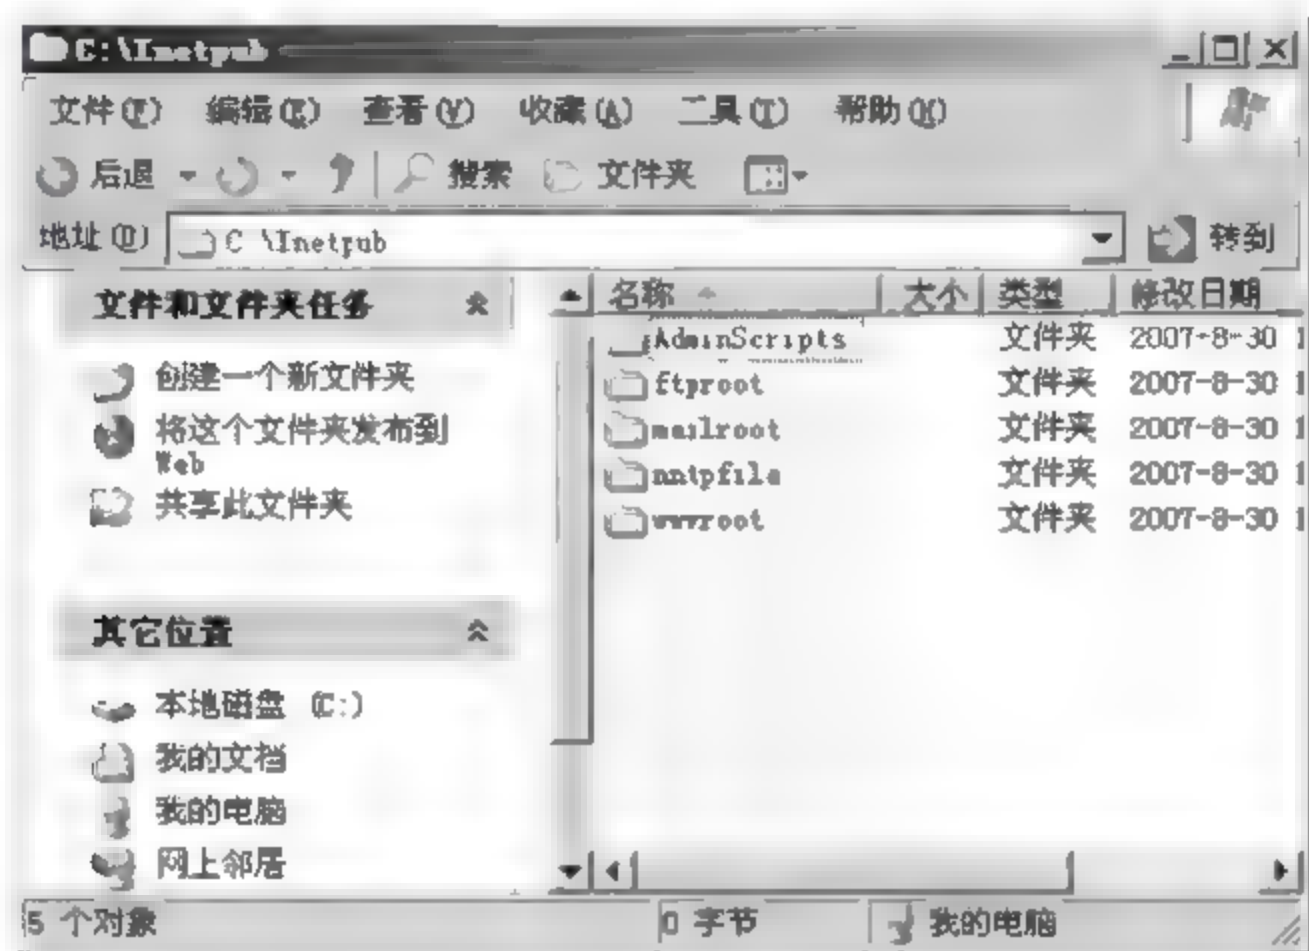 C:\Inetpub
文件(F) 编辑(E) 查看(V) 收藏(A) 工具(T) 帮助(H)
后退 搜索 文件夹
地址(D) C:\Inetpub 转到
文件和文件夹任务
创建一个新文件夹
将这个文件夹发布到
Web
共享此文件夹
其它位置
本地磁盘 (C:)
我的文档
我的电脑
网上邻居
名称 大小 类型 修改日期
AdminScripts 文件夹 2007-8-30 1
ftproot 文件夹 2007-8-30 1
mailroot 文件夹 2007-8-30 1
nntpfile 文件夹 2007-8-30 1
wwwroot 文件夹 2007-8-30 1
5 个对象 0 字节 我的电脑